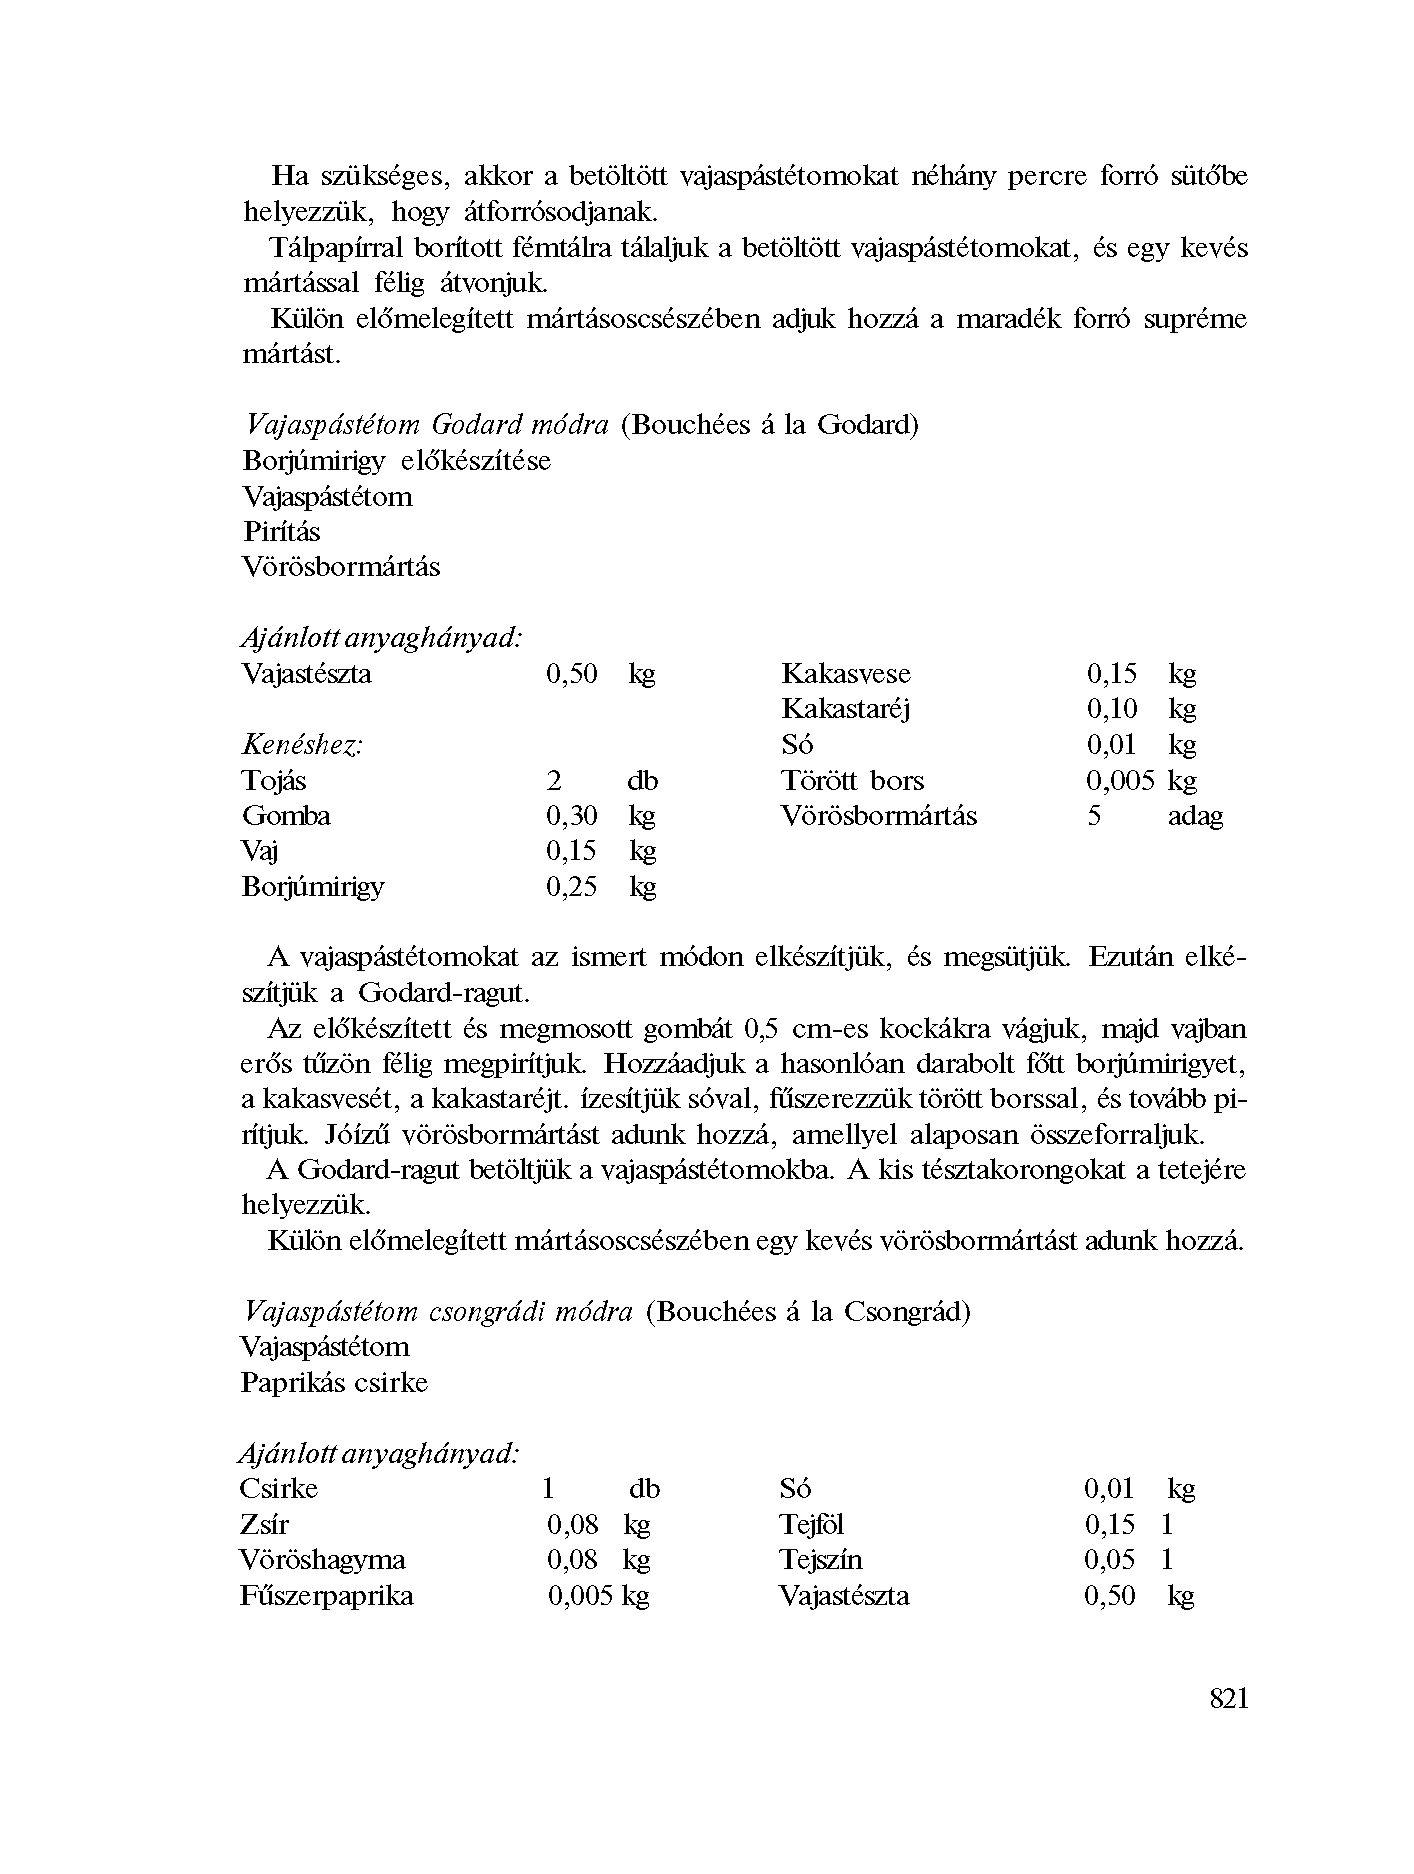 Ha szükséges, akkor a betöltött vajaspástétomokat néhány percre forró sütőbe
helyezzük, hogy átforrósodjanak.
Tálpapírral borított fémtálra tálaljuk a betöltött vajaspástétomokat, és egy kevés
mártással félig átvonjuk.
Külön előmelegített mártásoscsészében adjuk hozzá a maradék forró supréme
mártást.
Vajaspástétom Godard módra (Bouchées á la Godard)
Borjúmirigy előkészítése
Vajaspástétom
Pirítás
Vörösbormártás
Ajánlott anyaghányad:
Vajastészta 0,50 kg Kakasvese 0,15 kg
Kakastaréj 0,10 kg
Kenéshez: Só 0,01 kg
Tojás 2 db Törött bors 0,005 kg
Gomba 0,30 kg Vörösbormártás 5 adag
Vaj 0,15 kg
Borjúmirigy 0,25 kg
A vajaspástétomokat az ismert módon elkészítjük, és megsütjük. Ezután elké-
szítjük a Godard-ragut.
Az előkészített és megmosott gombát 0,5 cm-es kockákra vágjuk, majd vajban
erős tűzön félig megpirítjuk. Hozzáadjuk a hasonlóan darabolt főtt borjúmirigyet,
a kakasvesét, a kakastaréjt. ízesítjük sóval, fűszerezzük törött borssal, és tovább pi-
rítjuk. Jóízű vörösbormártást adunk hozzá, amellyel alaposan összeforraljuk.
A Godard-ragut betöltjük a vajaspástétomokba. A kis tésztakorongokat a tetejére
helyezzük.
Külön előmelegített mártásoscsészében egy kevés vörösbormártást adunk hozzá.
Vajaspástétom csongrádi módra (Bouchées á la Csongrád)
Vajaspástétom
Paprikás csirke
Ajánlott anyaghányad:
Csirke 1 db Só 0,01 kg
Zsír 0,08 kg Tejföl 0,15 l
Vöröshagyma 0,08 kg Tejszín 0,05 l
Fűszerpaprika 0,005 kg Vajastészta 0,50 kg
821